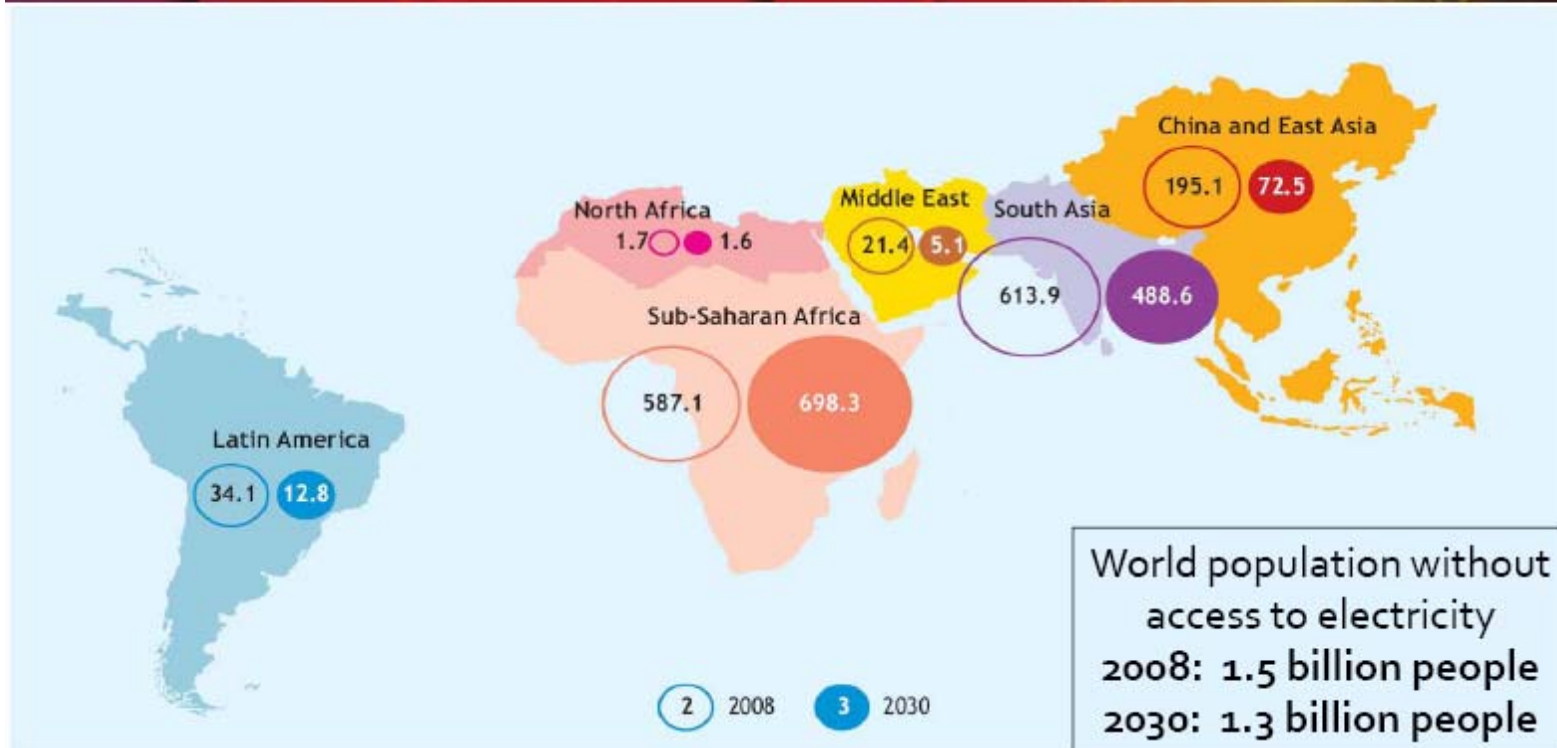 China and East Asia
195.1 72.5
North Africa
1.7 1.6
Middle East
21.4 5.1
South Asia
613.9 488.6
Sub-Saharan Africa
587.1 698.3
Latin America
34.1 12.8
2 2008 3 2030
World population without
access to electricity
2008: 1.5 billion people
2030: 1.3 billion people